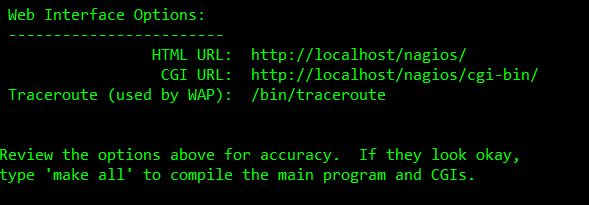 Web Interface Options:
------------------------
HTML URL:  http://localhost/nagios/
CGI URL:  http://localhost/nagios/cgi-bin/
Traceroute (used by WAP):  /bin/traceroute
Review the options above for accuracy.  If they look okay,
type 'make all' to compile the main program and CGIs.